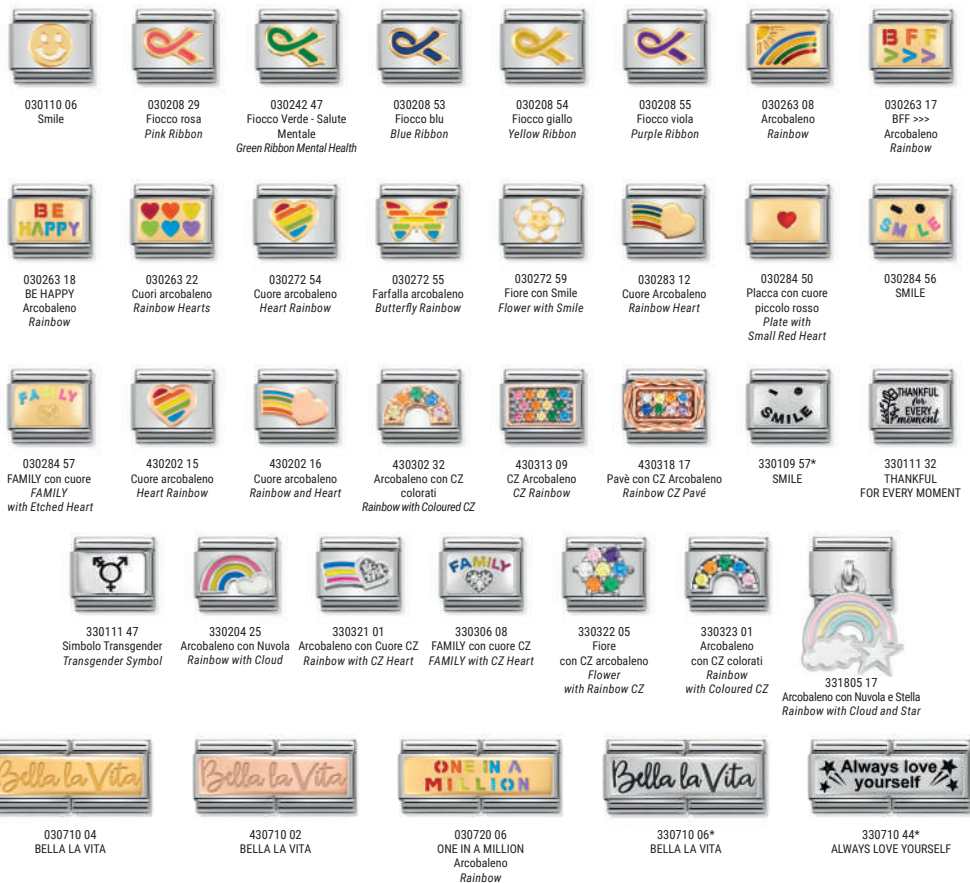 BFF
>>>
030110 06
Smile
030208 29
Fiocco rosa
Pink Ribbon
030242 47
Fiocco Verde - Salute
Mentale
Green Ribbon Mental Health
030208 53
Fiocco blu
Blue Ribbon
030208 54
Fiocco giallo
Yellow Ribbon
030208 55
Fiocco viola
Purple Ribbon
030263 08
Arcobaleno
Rainbow
030263 17
BFF >>>
Arcobaleno
Rainbow
BE
HAPPY
SMILE
030263 18
BE HAPPY
Arcobaleno
Rainbow
030263 22
Cuori arcobaleno
Rainbow Hearts
030272 54
Cuore arcobaleno
Heart Rainbow
030272 55
Farfalla arcobaleno
Butterfly Rainbow
030272 59
Fiore con Smile
Flower with Smile
030283 12
Cuore Arcobaleno
Rainbow Heart
030284 50
Placca con cuore
piccolo rosso
Plate with
Small Red Heart
030284 56
SMILE
FAMILY
SMILE
THANKFUL
for
EVERY
moment
030284 57
FAMILY con cuore
FAMILY
with Etched Heart
430202 15
Cuore arcobaleno
Heart Rainbow
430202 16
Cuore arcobaleno
Rainbow and Heart
430302 32
Arcobaleno con CZ
colorati
Rainbow with Coloured CZ
430313 09
CZ Arcobaleno
CZ Rainbow
430318 17
Pavè con CZ Arcobaleno
Rainbow CZ Pavé
330109 57*
SMILE
330111 32
THANKFUL
FOR EVERY MOMENT
FAMILY
330111 47
Simbolo Transgender
Transgender Symbol
330204 25
Arcobaleno con Nuvola
Rainbow with Cloud
330321 01
Arcobaleno con Cuore CZ
Rainbow with CZ Heart
330306 08
FAMILY con cuore CZ
FAMILY with CZ Heart
330322 05
Fiore
con CZ arcobaleno
Flower
with Rainbow CZ
330323 01
Arcobaleno
con CZ colorati
Rainbow
with Coloured CZ
331805 17
Arcobaleno con Nuvola e Stella
Rainbow with Cloud and Star
Bella la Vita
Bella la Vita
ONE IN A
MILLION
Bella la Vita
Always love
yourself
030710 04
BELLA LA VITA
430710 02
BELLA LA VITA
030720 06
ONE IN A MILLION
Arcobaleno
Rainbow
330710 06*
BELLA LA VITA
330710 44*
ALWAYS LOVE YOURSELF